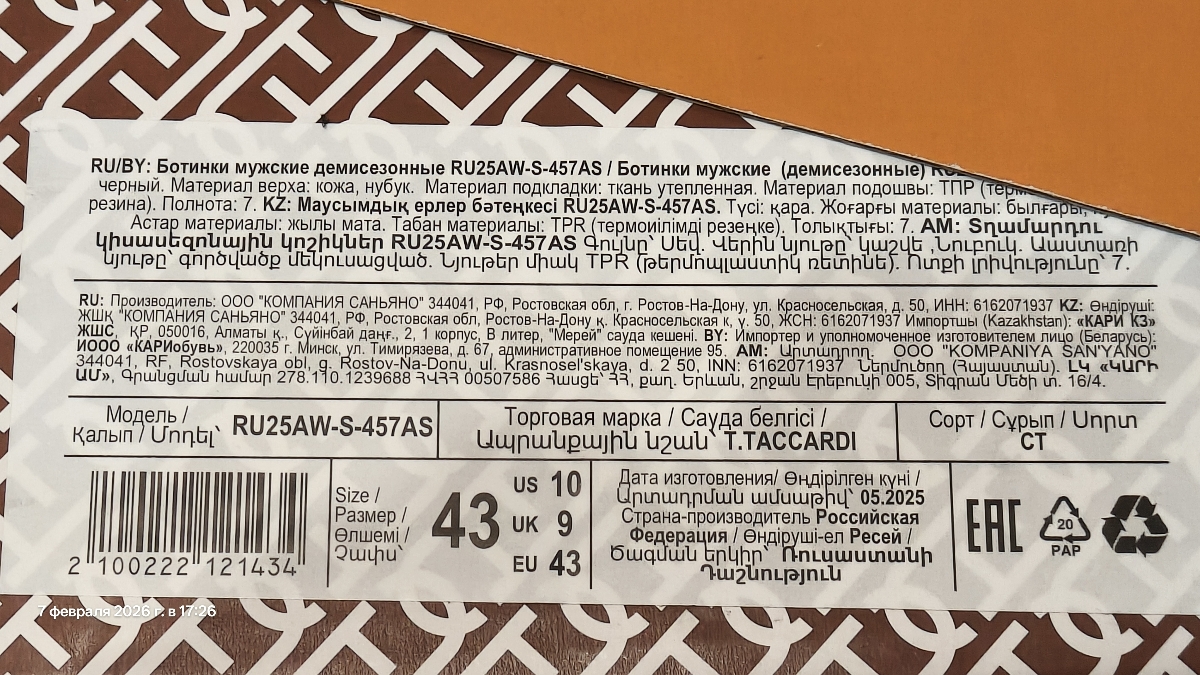 RU/BY: Ботинки мужские демисезонные RU25AW-S-457AS / Ботинки мужские (демисезонные)
черный. Материал верха: кожа, нубук. Материал подкладки: ткань утепленная. Материал подошвы: ТПР
резина). Полнота: 7. KZ: Маусымдық ерлер бәтеңкесі RU25AW-S-457AS. Түсі: қара. Жоғарғы материалы: былғары,
Астар материалы: жылы мата. Табан материалы: TPR (термоілімді резеңке). Толықтығы: 7. AM: Տղամարդու
կիսասեզոնային կոշիկներ RU25AW-S-457AS Գույնը՝ Սեվ. Վերին նյութը՝ կաշվե ,Նուբուկ. Աաստառի
նյութը՝ գործվածք մեկուսացված. Նյութեր միակ TPR (թերմոպլաստիկ ռետինե). Ոտքի լրիվությունը՝ 7.
RU: Производитель: ООО "КОМПАНИЯ САНЬЯНО" 344041, РФ, Ростовская обл, г. Ростов-На-Дону, ул. Красносельская, д. 50, ИНН: 6162071937 KZ: Өндіруші:
ЖШҚ "КОМПАНИЯ САНЬЯНО" 344041, РФ, Ростовская обл, Ростов-На-Дону қ. Красносельская к, ү. 50, ЖСН: 6162071937 Импортшы (Kazakhstan): «КАРИ КЗ»
ЖШС, ҚР, 050016, Алматы қ., Сүйінбай даңғ., 2, 1 корпус, В литер, "Мерей" сауда кешені. BY: Импортер и уполномоченное изготовителем лицо (Беларусь):
ИООО «КАРИобувь», 220035 г. Минск, ул. Тимирязева, д. 67, административное помещение 95. AM: Արտադրող. ООО "KOMPANIYA SAN'YANO"
344041, RF, Rostovskaya obl, g. Rostov-Na-Donu, ul. Krasnosel'skaya, d. 2 50, INN: 6162071937 Ներմուծող (Հայաստան). ԼԿ «ԿԱՐԻ
ԱՄ», Գրանցման համար 278.110.1239688 ՀՎՀՀ 00507586 Հասցե՝ ՀՀ, քաղ. Երևան, շրջան Էրեբունի 005, Տիգրան Մեծի տ. 16/4.
Модель /
Қалып / Մոդել՝ RU25AW-S-457AS
Торговая марка / Сауда белгісі /
Ապրանքային նշան՝ T.TACCARDI
Сорт / Сұрып / Սորտ
СТ
2 100222 121434
Size /
Размер /
Өлшемі /
Չափս՝
43
US 10
UK 9
EU 43
Дата изготовления/ Өндірілген күні /
Արտադրման ամսաթիվ՝ 05.2025
Страна-производитель Российская
Федерация / Өндіруші-ел Ресей /
Ծագման երկիր՝ Ռուսաստանի
Դաշնություն
EAC
20
PAP
7 февраля 2026 г. в 17:26